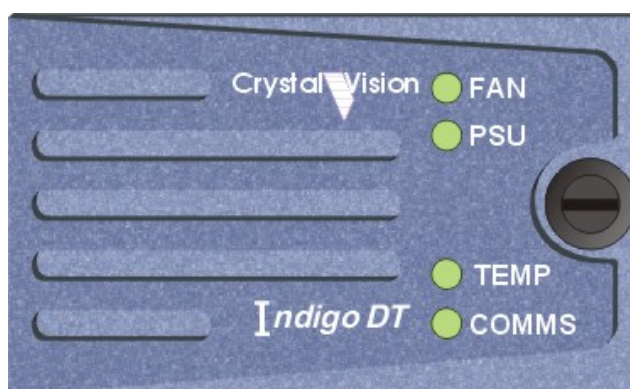 Crystal Vision
FAN
PSU
TEMP
Indigo DT
COMMS